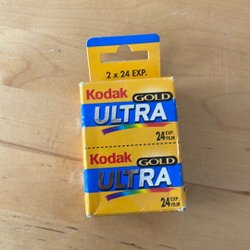 2 x 24 EXP.
Kodak GOLD
ULTRA
24 EXP. FILM
Kodak GOLD
ULTRA
24 EXP. FILM